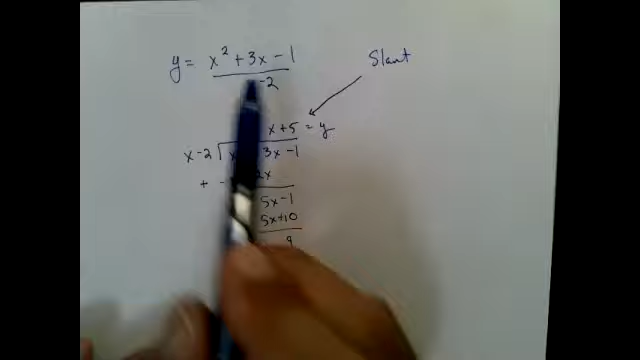 y = x² + 3x - 1
-2
Slant
x + 5 = y
x - 2 3x - 1
+ - 2x
5x - 1
5x + 10
9